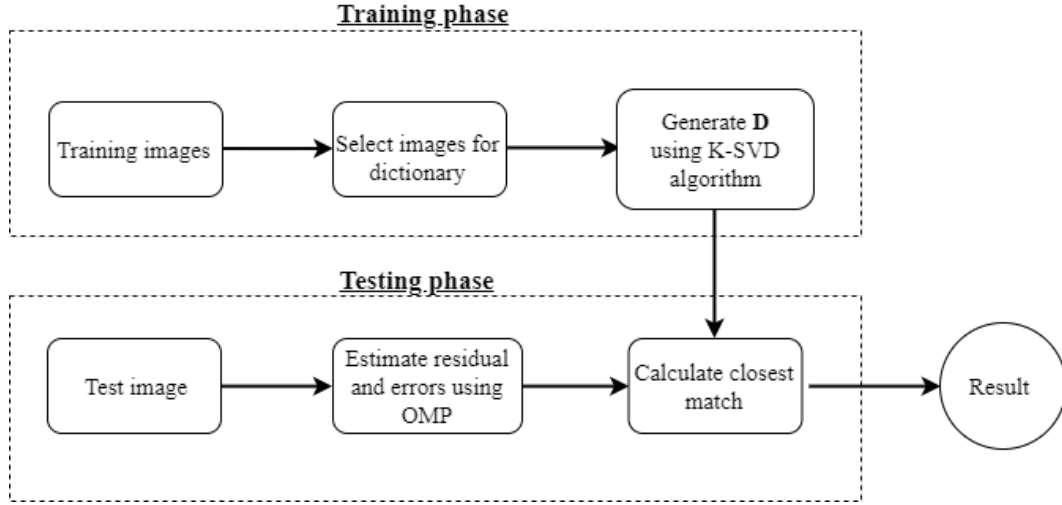 Training phase
Training images
Select images for
dictionary
Generate D
using K-SVD
algorithm
Testing phase
Test image
Estimate residual
and errors using
OMP
Calculate closest
match
Result